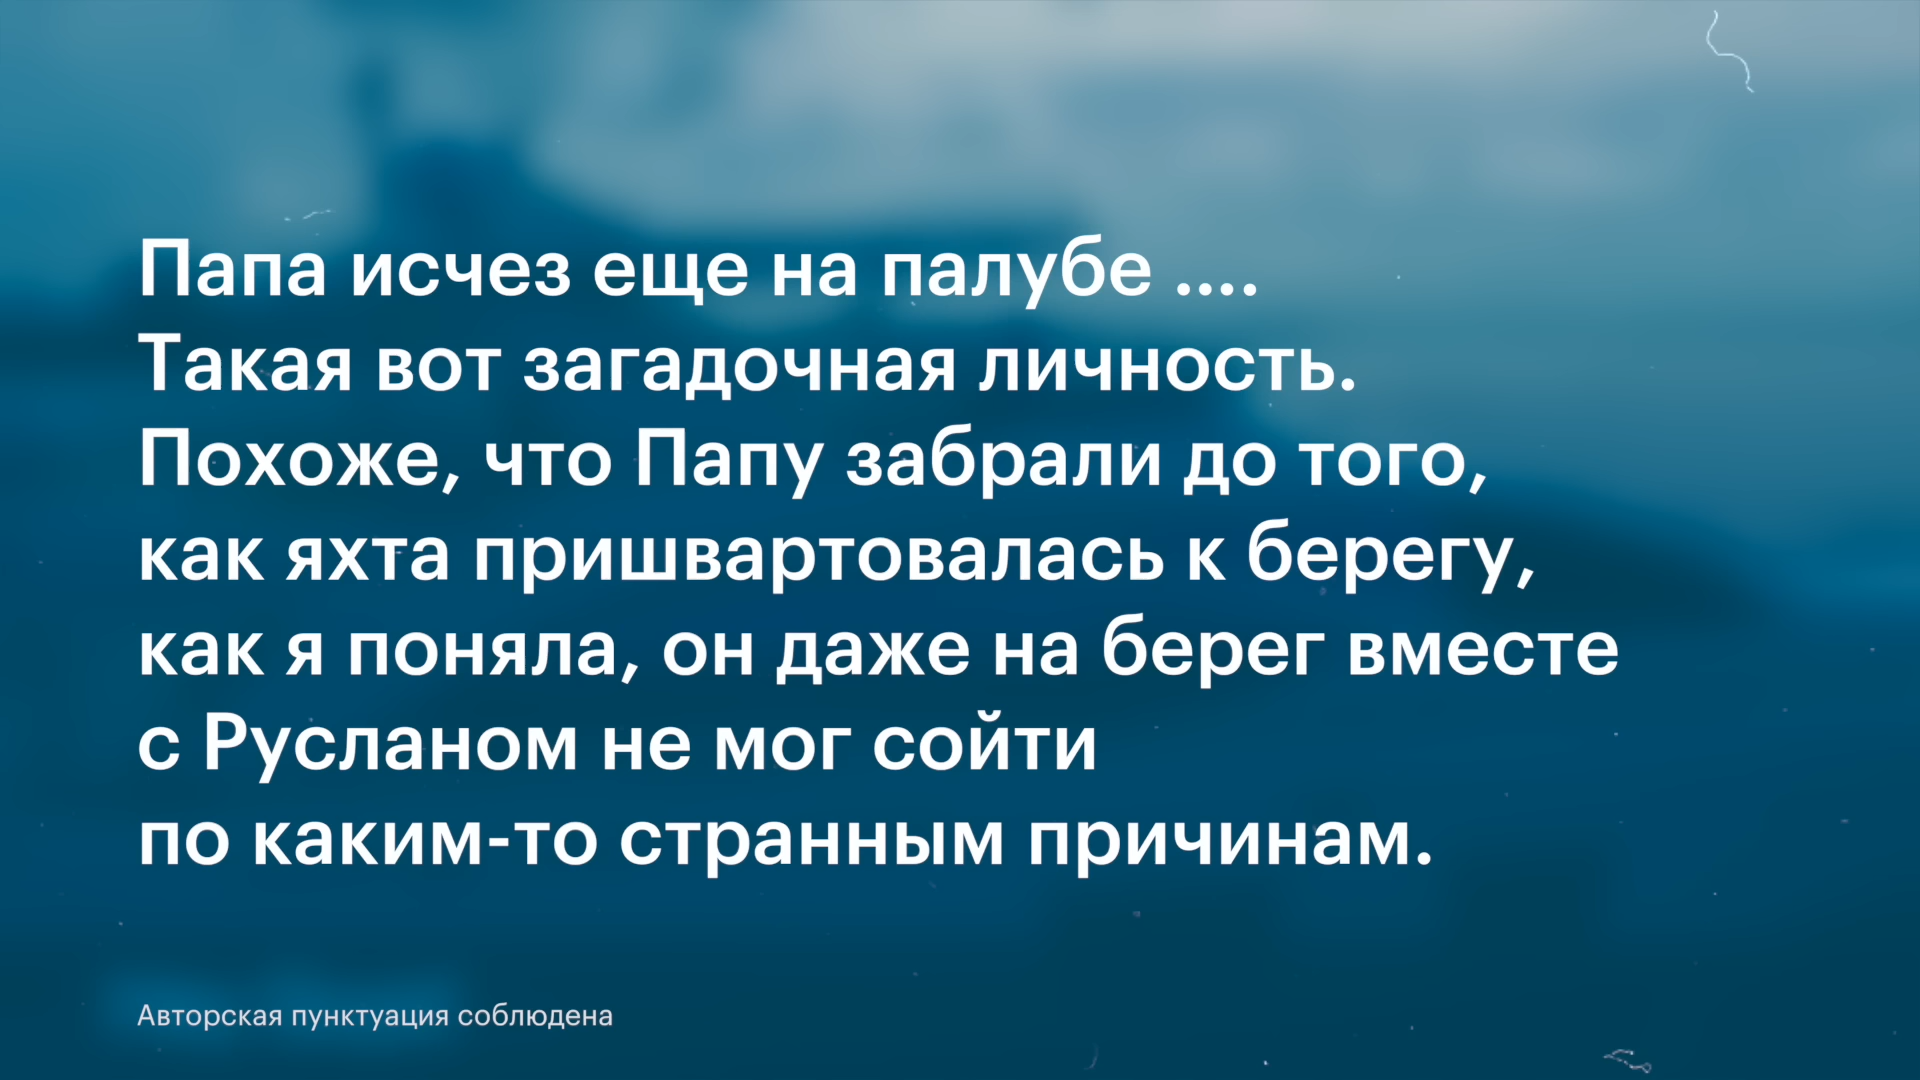 Папа исчез еще на палубе ....
Такая вот загадочная личность.
Похоже, что Папу забрали до того,
как яхта пришвартовалась к берегу,
как я поняла, он даже на берег вместе
с Русланом не мог сойти
по каким-то странным причинам.
Авторская пунктуация соблюдена